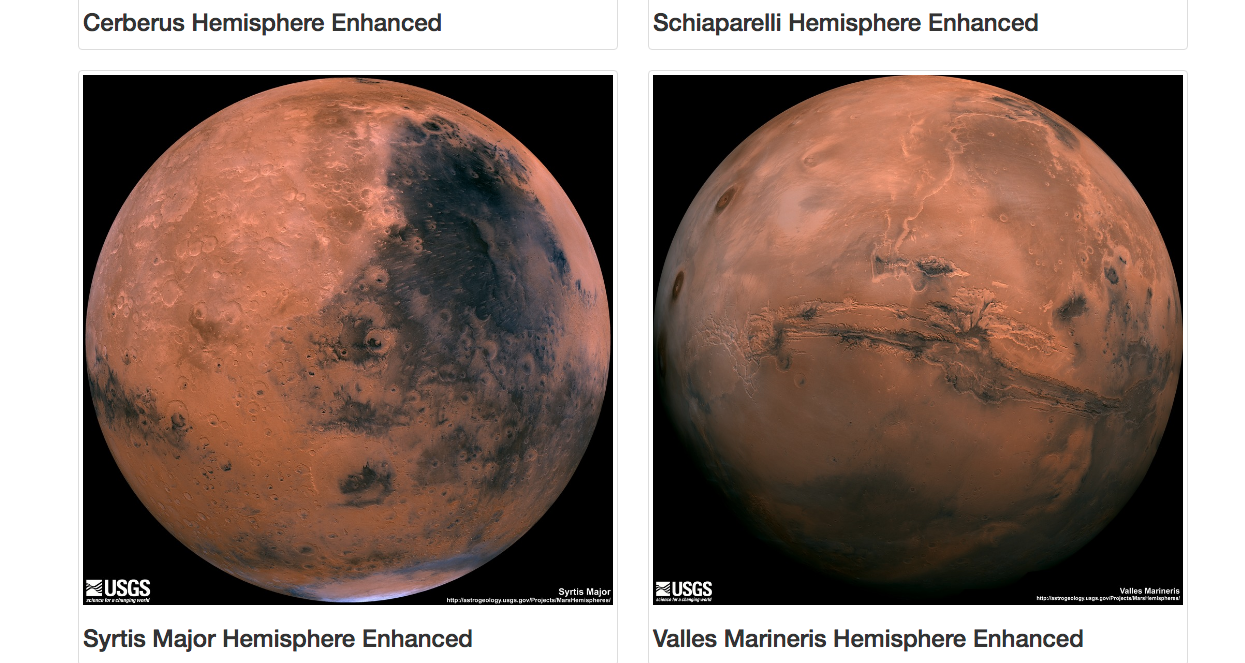 Cerberus Hemisphere Enhanced
Schiaparelli Hemisphere Enhanced
USGS
science for a changing world
Syrtis Major
http://astrogeology.usgs.gov/Projects/MarsHemispheres/
USGS
science for a changing world
Valles Marineris
http://astrogeology.usgs.gov/Projects/MarsHemispheres/
Syrtis Major Hemisphere Enhanced
Valles Marineris Hemisphere Enhanced